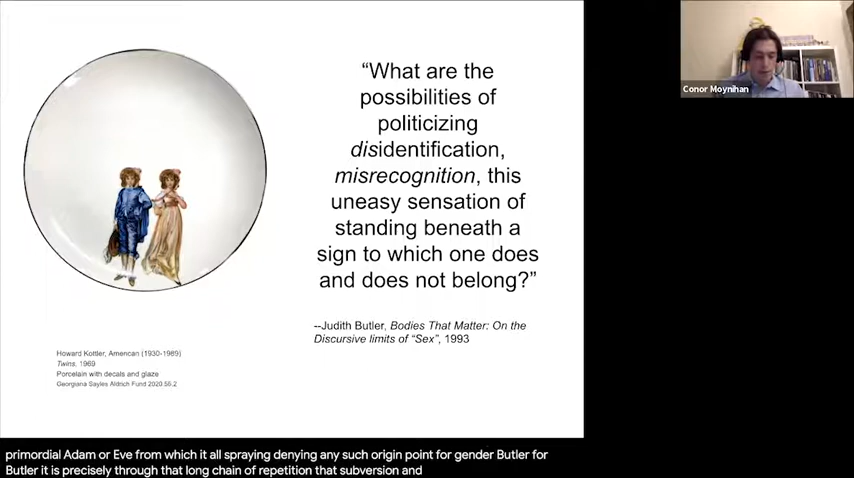 “What are the
possibilities of
politicizing
disidentification,
misrecognition, this
uneasy sensation of
standing beneath a
sign to which one does
and does not belong?”
--Judith Butler, Bodies That Matter: On the
Discursive limits of “Sex”, 1993
Howard Kottler, American (1930-1989)
Twins, 1969
Porcelain with decals and glaze
Georgiana Sayles Aldrich Fund 2020.56.2
Conor Moynihan
primordial Adam or Eve from which it all spraying denying any such origin point for gender Butler for
Butler it is precisely through that long chain of repetition that subversion and